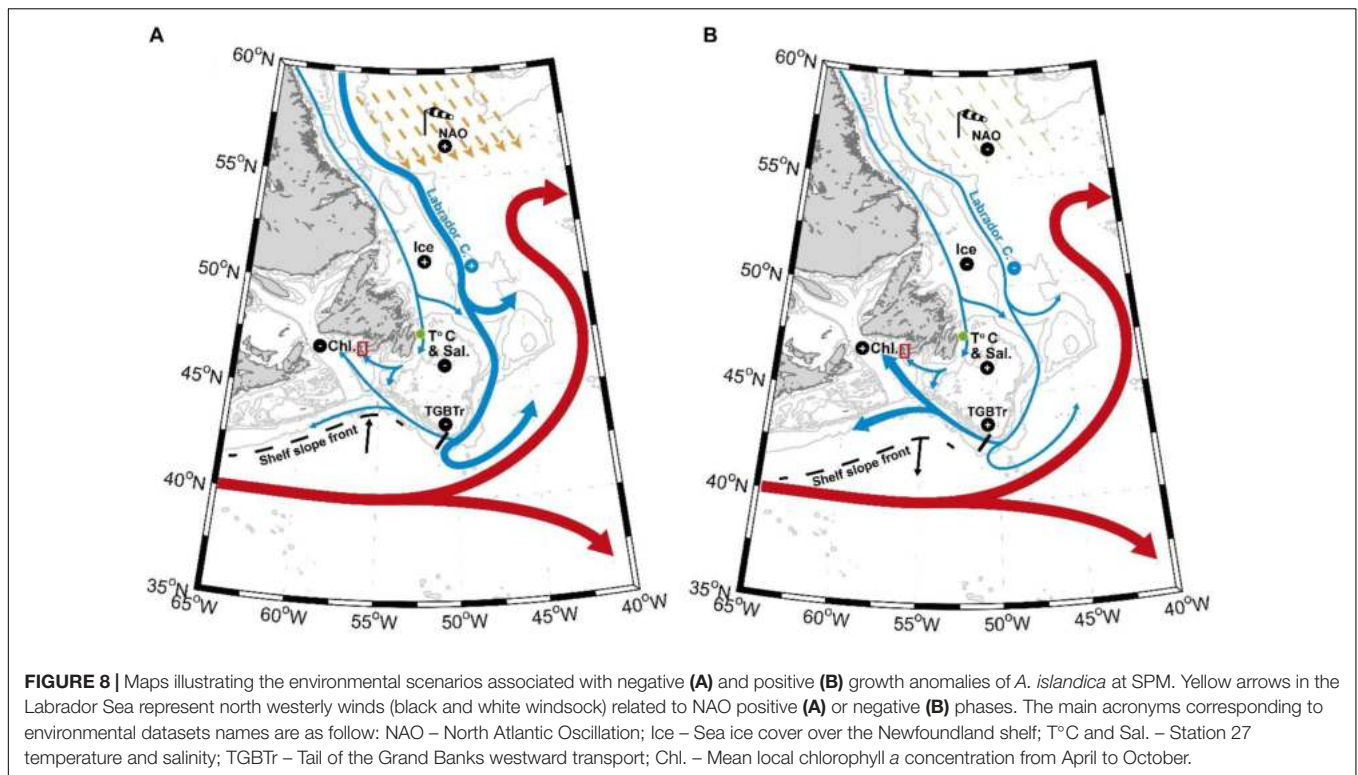 A
60°N
55°N
50°N
45°N
40°N
35°N
65°W
60°W
55°W
50°W
45°W
40°W
NAO
+
Labrador C.
+
Ice
+
T°C
& Sal.
-
- Chl.
TGBTr
-
Shelf slope front
B
60°N
55°N
50°N
45°N
40°N
35°N
65°W
60°W
55°W
50°W
45°W
40°W
NAO
-
Labrador C.
-
Ice
-
T°C
& Sal.
+
+ Chl.
TGBTr
+
Shelf slope front
FIGURE 8 | Maps illustrating the environmental scenarios associated with negative (A) and positive (B) growth anomalies of A. islandica at SPM. Yellow arrows in the
Labrador Sea represent north westerly winds (black and white windsock) related to NAO positive (A) or negative (B) phases. The main acronyms corresponding to
environmental datasets names are as follow: NAO – North Atlantic Oscillation; Ice – Sea ice cover over the Newfoundland shelf; T°C and Sal. – Station 27
temperature and salinity; TGBTr – Tail of the Grand Banks westward transport; Chl. – Mean local chlorophyll a concentration from April to October.